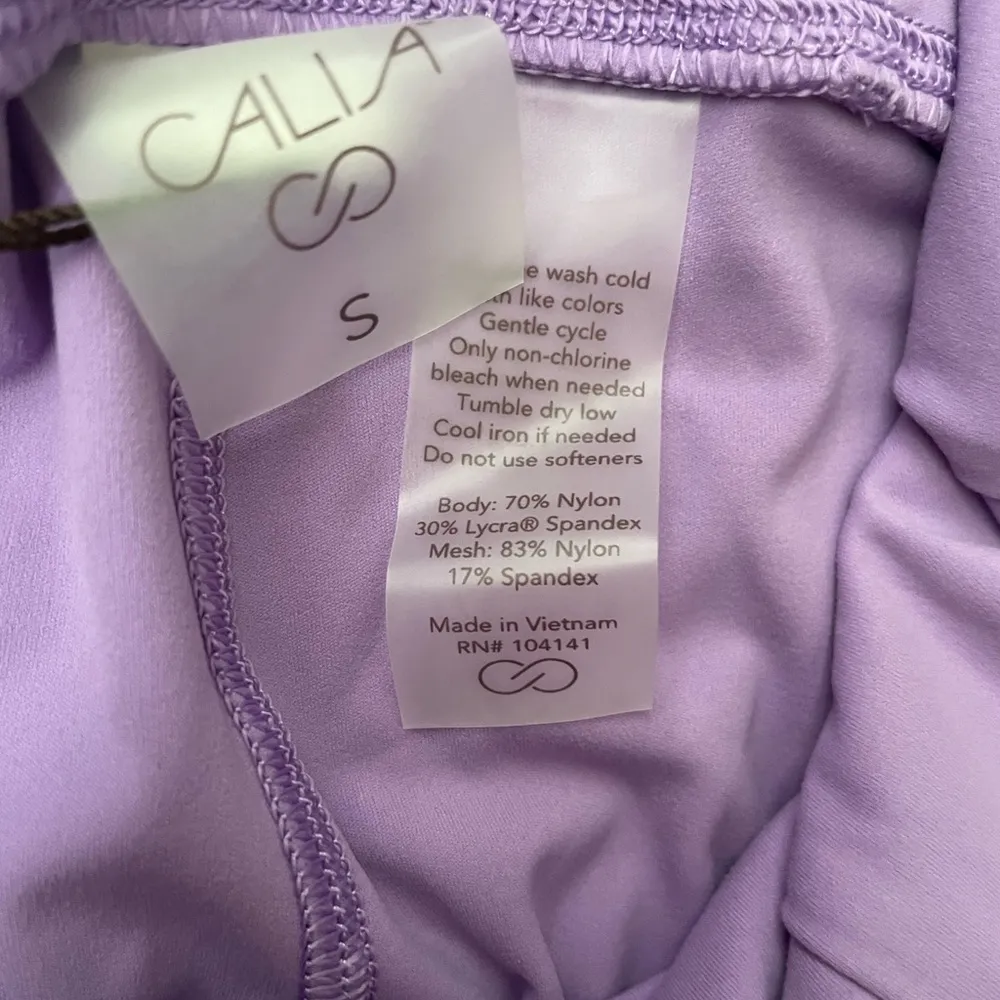 CALIA
S
e wash cold
like colors
Gentle cycle
Only non-chlorine
bleach when needed
Tumble dry low
Cool iron if needed
Do not use softeners
Body: 70% Nylon
30% Lycra® Spandex
Mesh: 83% Nylon
17% Spandex
Made in Vietnam
RN# 104141